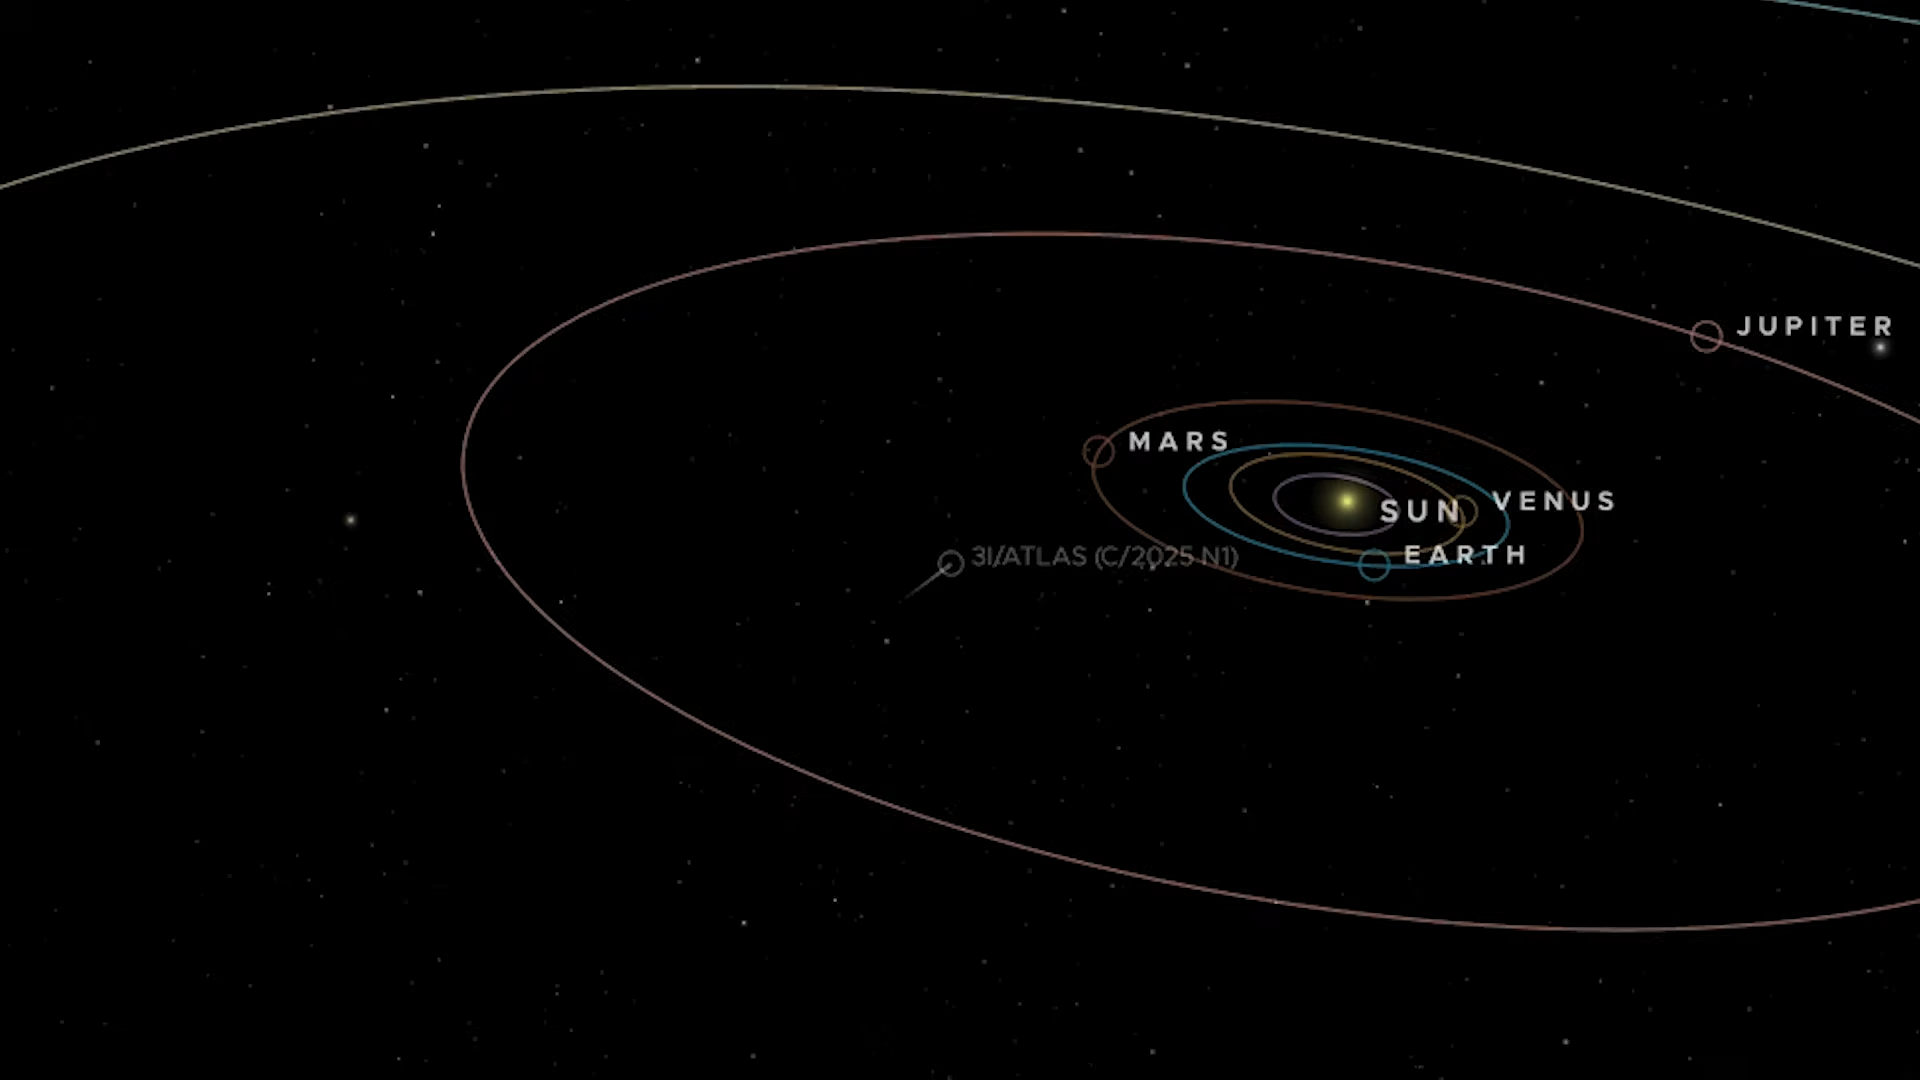 JUPITER
MARS
VENUS
SUN
EARTH
3I/ATLAS (C/2025 N1)